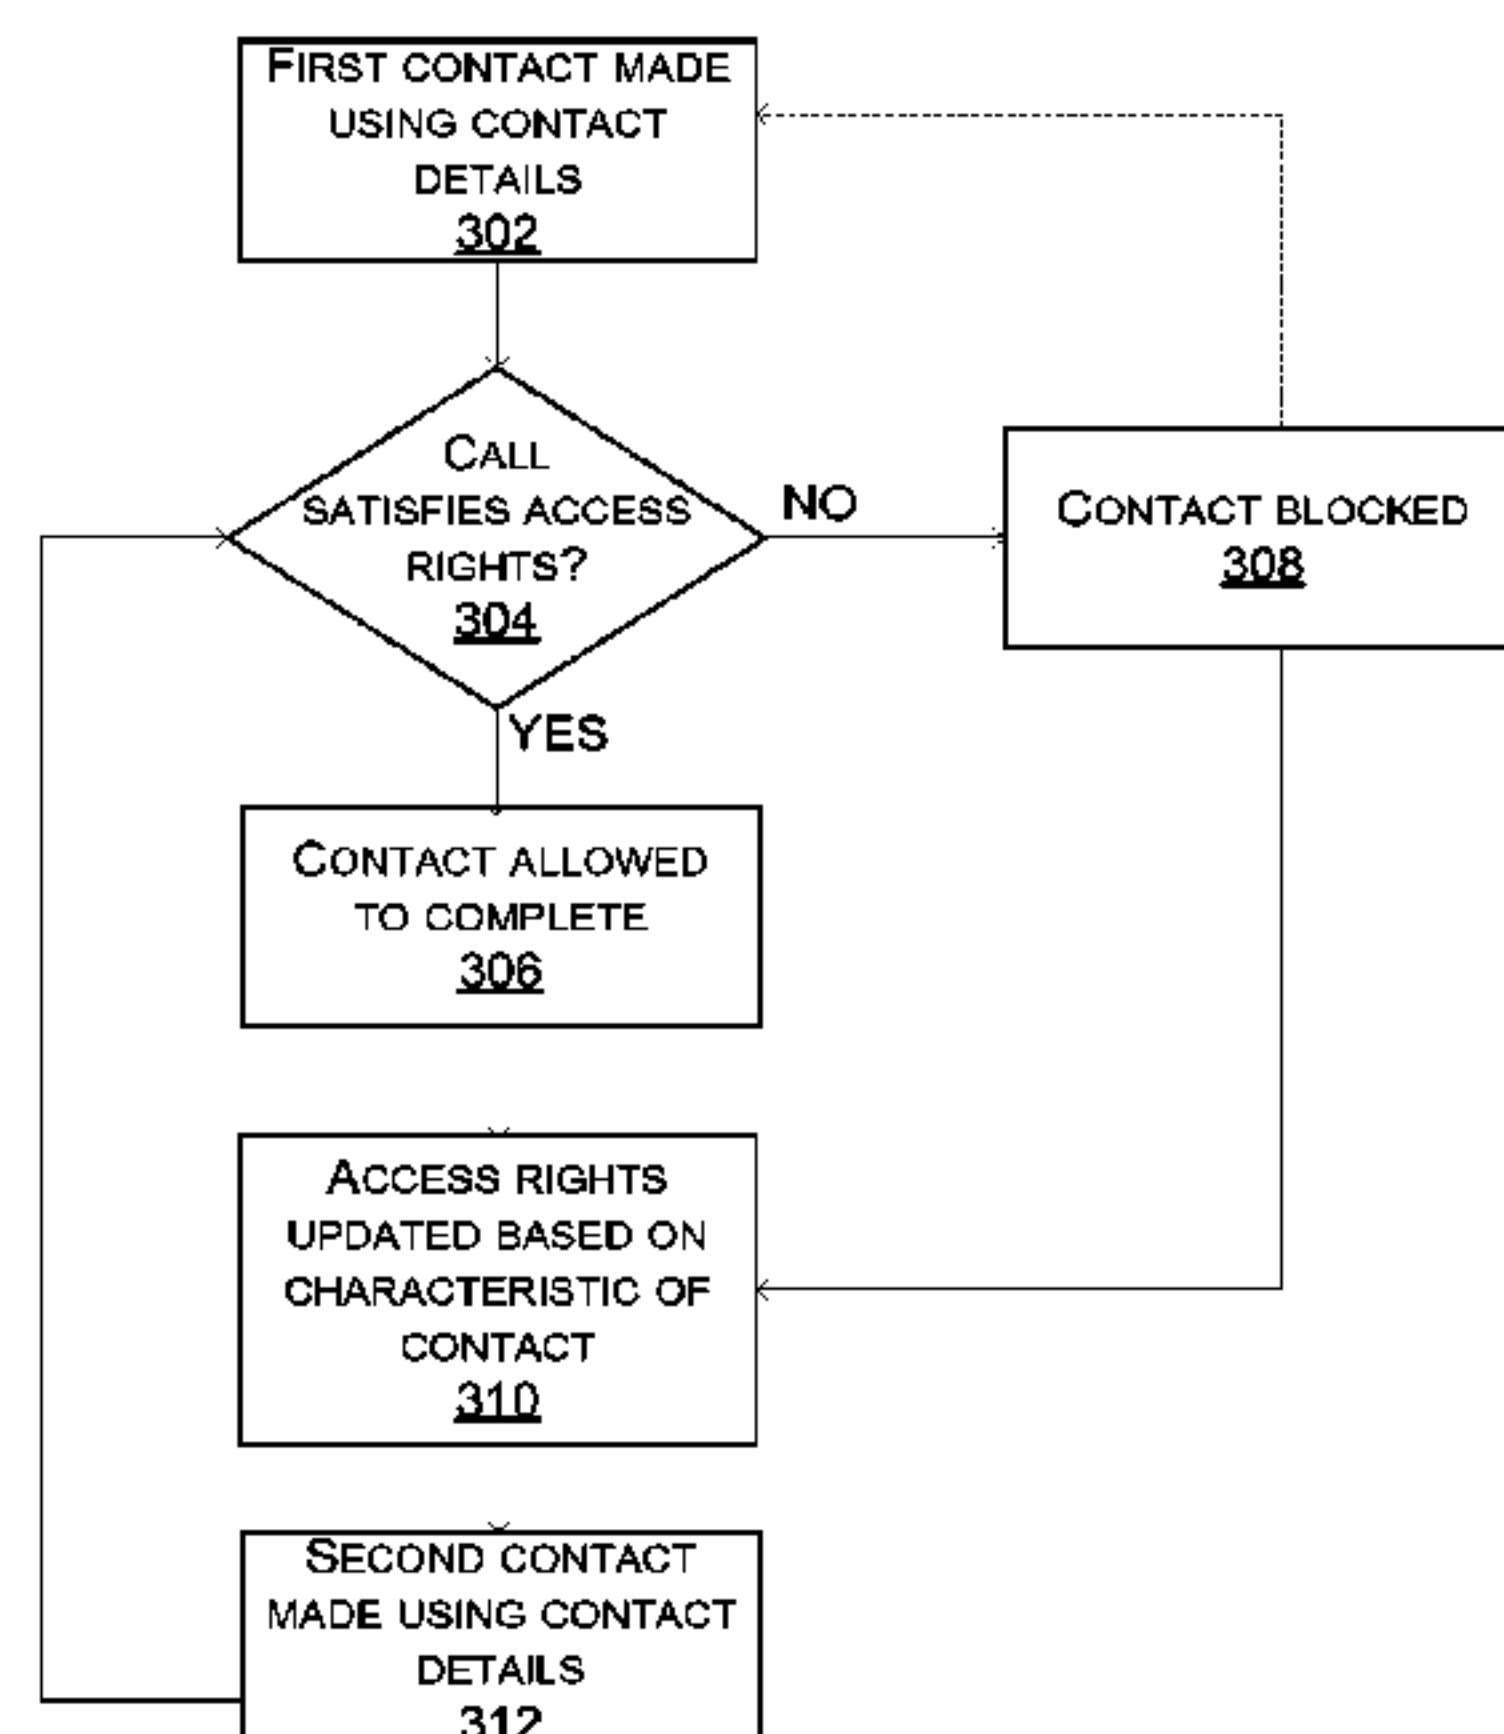 FIRST CONTACT MADE
USING CONTACT
DETAILS
302
CALL
SATISFIES ACCESS
RIGHTS?
304
NO
CONTACT BLOCKED
308
YES
CONTACT ALLOWED
TO COMPLETE
306
ACCESS RIGHTS
UPDATED BASED ON
CHARACTERISTIC OF
CONTACT
310
SECOND CONTACT
MADE USING CONTACT
DETAILS
312